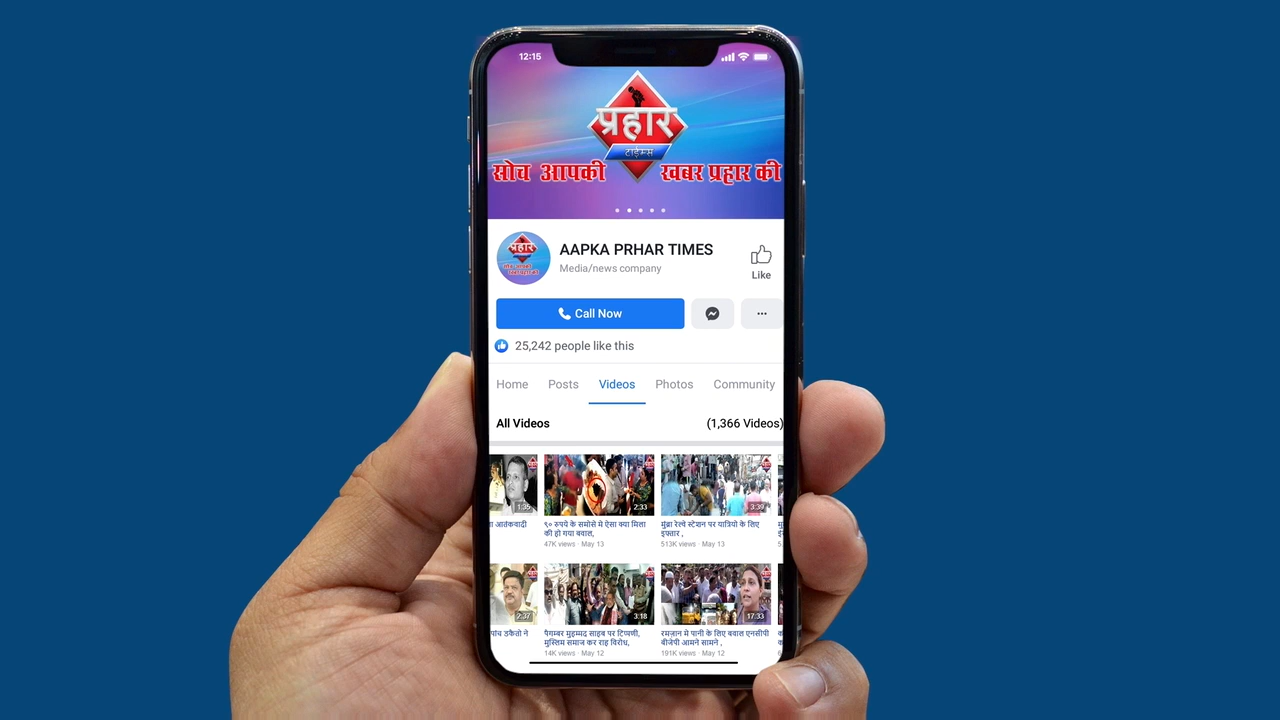 12:15
प्रहार
टाईम्स
सोच आपकी
खबर प्रहार की
प्रहार
AAPKA PRHAR TIMES
Media/news company
Like
Call Now
25,242 people like this
Home
Posts
Videos
Photos
Community
All Videos
(1,366 Videos)
1:35
2:33
3:39
ा आतंकवादी
१० रुपये के समोसे मे ऐसा क्या मिला
की हो गया बवाल,
47K views · May 13
मुंब्रा रेल्वे स्टेशन पर यात्रियो के लिए
इफ्तार ,
513K views · May 13
2:37
3:18
17:33
पांच डकैतो ने
पैगम्बर मुहम्मद साहब पर टिप्पणी,
मुस्लिम समाज कर राह विरोध,
14K views · May 12
रमज़ान मे पानी के लिए बवाल एनसीपी
बीजेपी आमने सामने ,
191K views · May 12